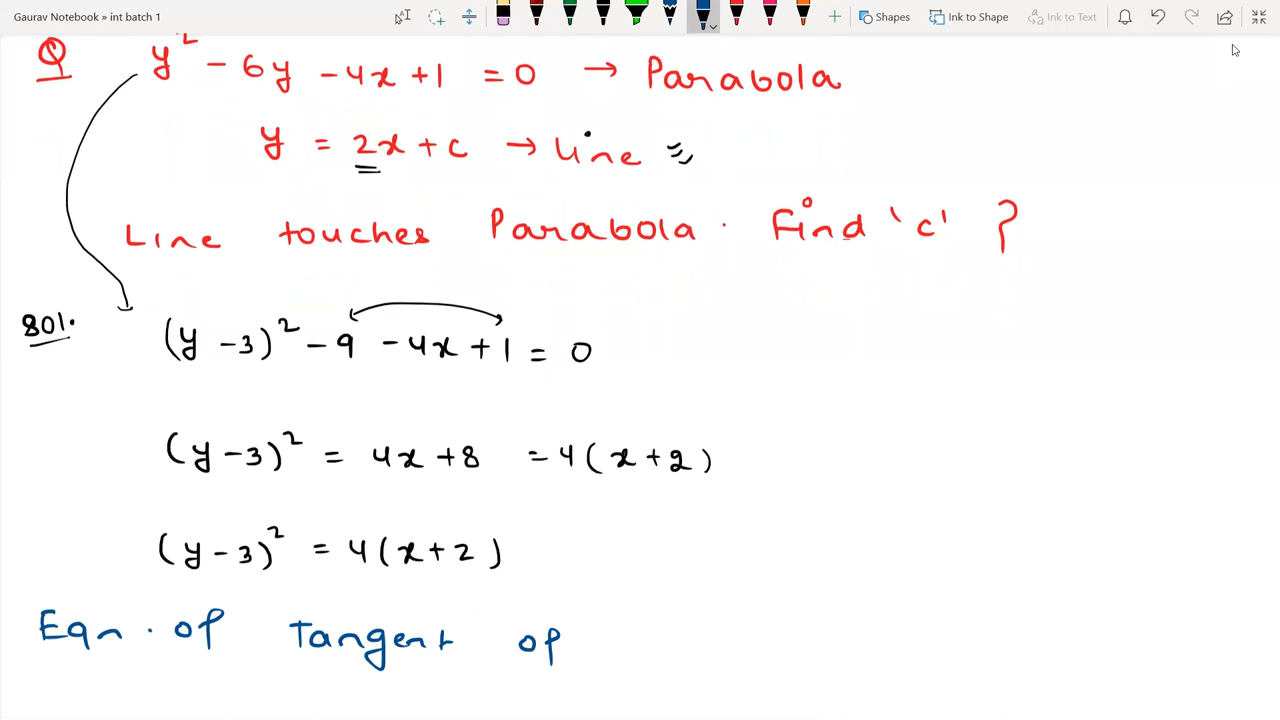 Gaurav Notebook » int batch 1
Shapes
Ink to Shape
Ink to Text
Q y² - 6y - 4x + 1 = 0 → Parabola
y = 2x + c → Line
Line touches Parabola. Find 'c' ?
Sol. (y - 3)² - 9 - 4x + 1 = 0
(y - 3)² = 4x + 8 = 4(x + 2)
(y - 3)² = 4(x + 2)
Eqn. of Tangent of